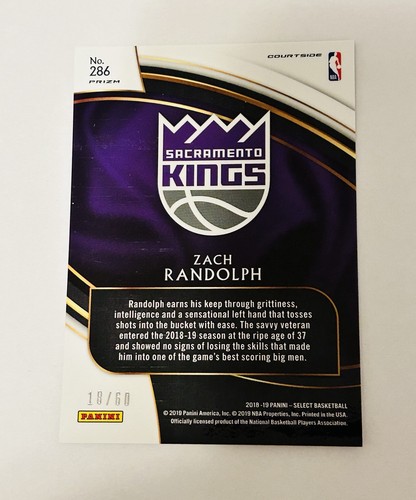 No.
286
PRIZM
COURTSIDE
NBA
SACRAMENTO
KINGS
ZACH
RANDOLPH
Randolph earns his keep through grittiness,
intelligence and a sensational left hand that tosses
shots into the bucket with ease. The savvy veteran
entered the 2018-19 season at the ripe age of 37
and showed no signs of losing the skills that made
him into one of the game's best scoring big men.
18/60
PANINI
2018 -19 PANINI – SELECT BASKETBALL
© 2019 Panini America, Inc. © 2019 NBA Properties, Inc. Printed in the USA.
Officially licensed product of the National Basketball Players Association.